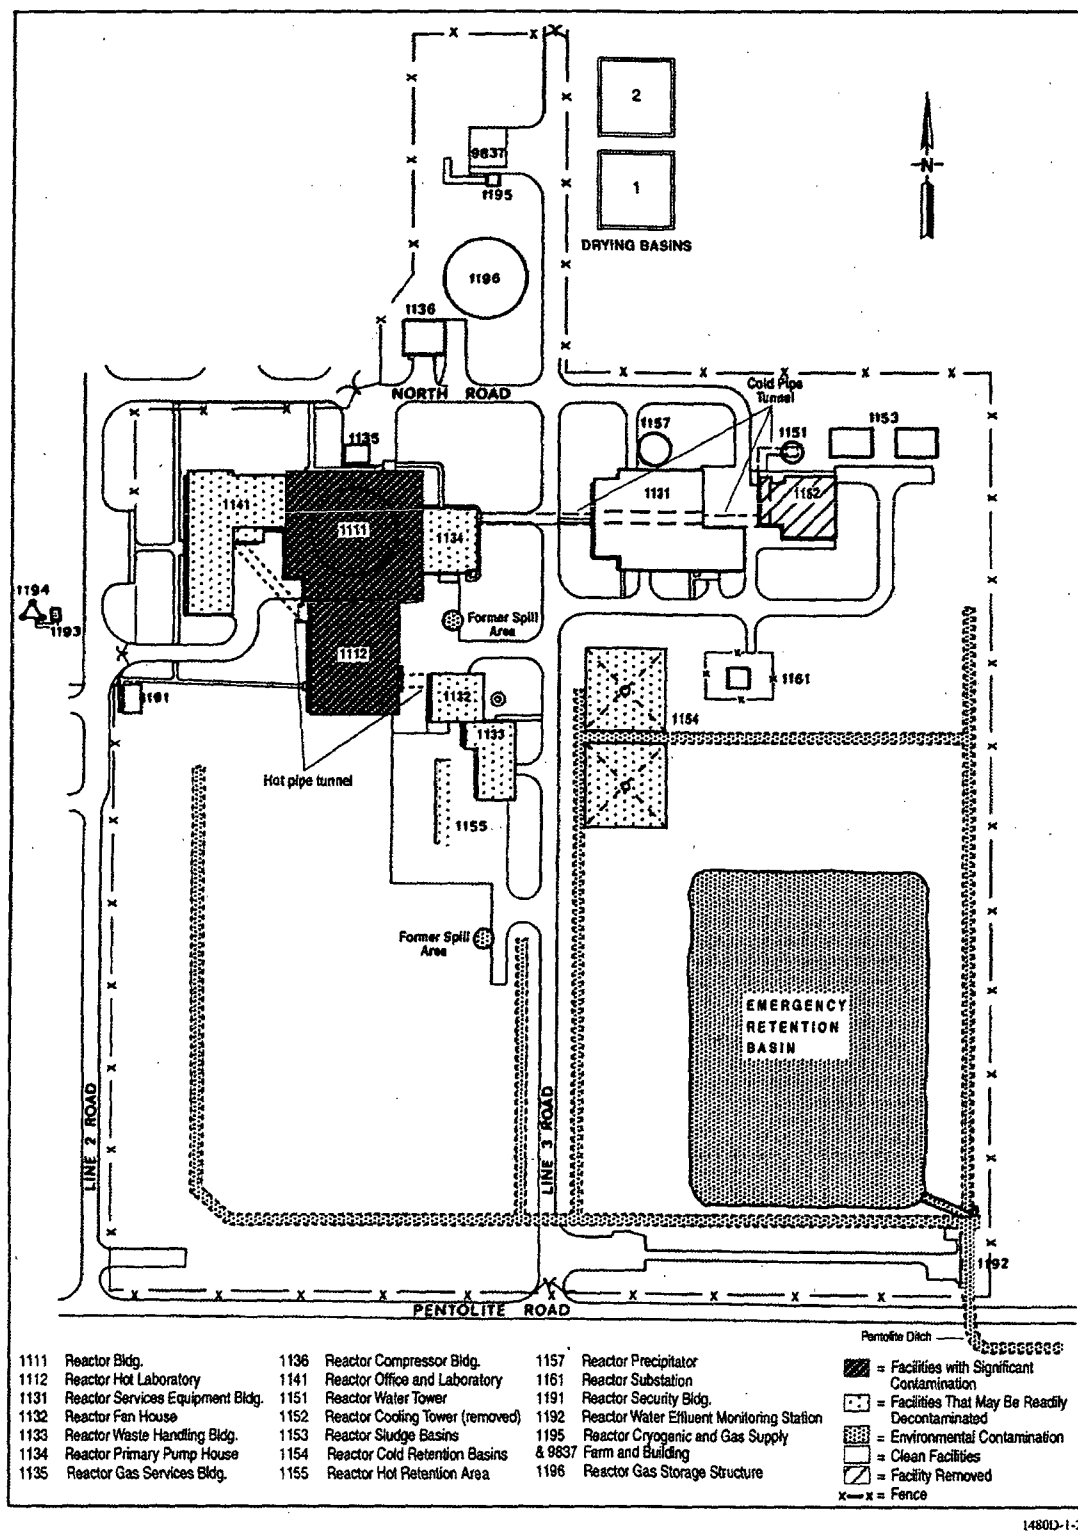 2
9837
1
1195
N
DRYING BASINS
1196
1136
NORTH ROAD
Cold Pipe
Tunnel
1157
1153
1151
1135
1141
1111
1134
1131
1152
1194
1193
Former Spill
Area
1112
1161
1191
1132
1154
1133
Hot pipe tunnel
1155
Former Spill
Area
EMERGENCY
RETENTION
BASIN
LINE 2 ROAD
LINE 3 ROAD
1192
PENTOLITE ROAD
Pentolite Ditch
1111 Reactor Bldg.
1112 Reactor Hot Laboratory
1131 Reactor Services Equipment Bldg.
1132 Reactor Fan House
1133 Reactor Waste Handling Bldg.
1134 Reactor Primary Pump House
1135 Reactor Gas Services Bldg.
1136 Reactor Compressor Bldg.
1141 Reactor Office and Laboratory
1151 Reactor Water Tower
1152 Reactor Cooling Tower (removed)
1153 Reactor Sludge Basins
1154 Reactor Cold Retention Basins
1155 Reactor Hot Retention Area
1157 Reactor Precipitator
1161 Reactor Substation
1191 Reactor Security Bldg.
1192 Reactor Water Effluent Monitoring Station
1195 Reactor Cryogenic and Gas Supply
& 9837 Farm and Building
1196 Reactor Gas Storage Structure
= Facilities with Significant
Contamination
= Facilities That May Be Readily
Decontaminated
= Environmental Contamination
= Clean Facilities
= Facility Removed
x—x = Fence